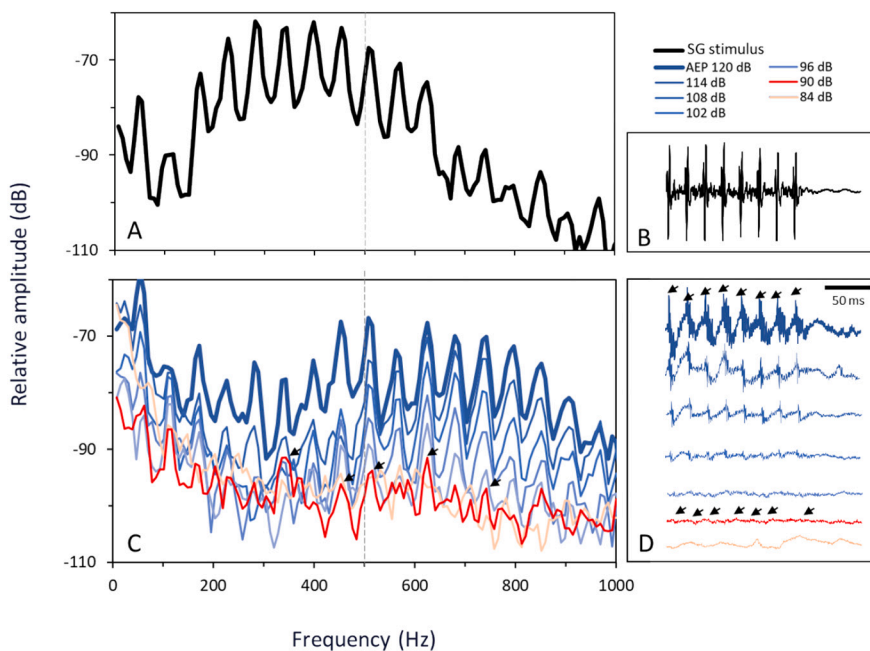 SG stimulus
AEP 120 dB
114 dB
108 dB
102 dB
96 dB
90 dB
84 dB
Relative amplitude (dB)
-70
-90
-110
A
B
-70
-90
-110
C
50 ms
D
0
200
400
600
800
1000
Frequency (Hz)